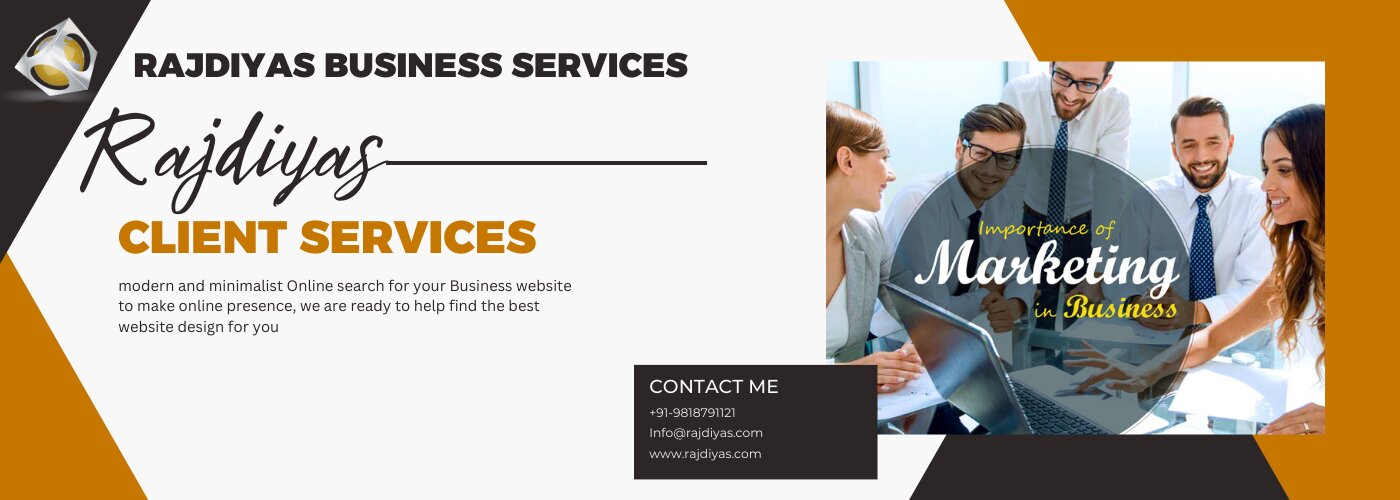 RAJDIYAS BUSINESS SERVICES
Rajdiyas
CLIENT SERVICES
modern and minimalist Online search for your Business website
to make online presence, we are ready to help find the best
website design for you
Importance of
Marketing
in Business
CONTACT ME
+91-9818791121
Info@rajdiyas.com
www.rajdiyas.com